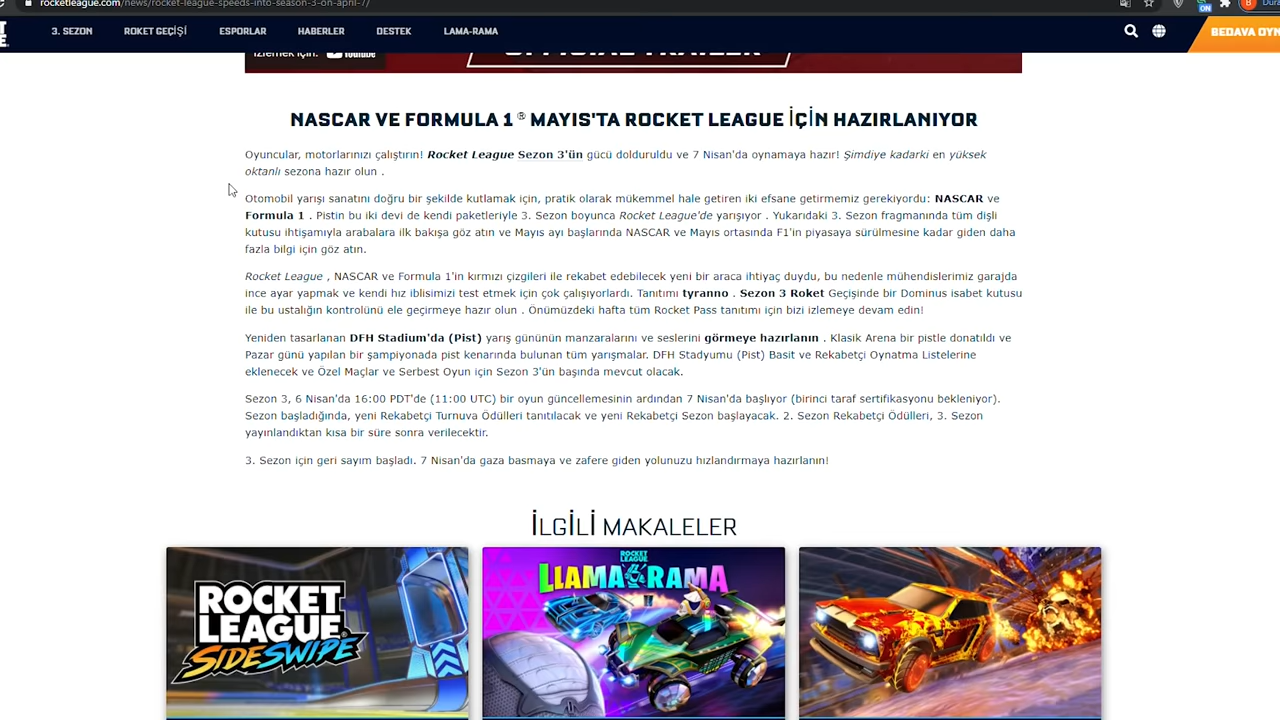 rocketleague.com/news/rocket-league-speeds-into-season-3-on-april-7/
3. SEZON ROKET GEÇİŞİ ESPORLAR HABERLER DESTEK LAMA-RAMA BEDAVA OYN
izlemek için: YouTube
OFFICIAL TRAILER
NASCAR VE FORMULA 1 ® MAYIS'TA ROCKET LEAGUE İÇİN HAZIRLANIYOR
Oyuncular, motorlarınızı çalıştırın! Rocket League Sezon 3'ün gücü dolduruldu ve 7 Nisan'da oynamaya hazır! Şimdiye kadarki en yüksek
oktanlı sezona hazır olun .
Otomobil yarışı sanatını doğru bir şekilde kutlamak için, pratik olarak mükemmel hale getiren iki efsane getirmemiz gerekiyordu: NASCAR ve
Formula 1 . Pistin bu iki devi de kendi paketleriyle 3. Sezon boyunca Rocket League'de yarışıyor . Yukarıdaki 3. Sezon fragmanında tüm dişli
kutusu ihtişamıyla arabalara ilk bakışa göz atın ve Mayıs ayı başlarında NASCAR ve Mayıs ortasında F1'in piyasaya sürülmesine kadar giden daha
fazla bilgi için göz atın.
Rocket League , NASCAR ve Formula 1'in kırmızı çizgileri ile rekabet edebilecek yeni bir araca ihtiyaç duydu, bu nedenle mühendislerimiz garajda
ince ayar yapmak ve kendi hız iblisimizi test etmek için çok çalışıyorlardı. Tanıtımı tyranno . Sezon 3 Roket Geçişinde bir Dominus isabet kutusu
ile bu ustalığın kontrolünü ele geçirmeye hazır olun . Önümüzdeki hafta tüm Rocket Pass tanıtımı için bizi izlemeye devam edin!
Yeniden tasarlanan DFH Stadium'da (Pist) yarış gününün manzaralarını ve seslerini görmeye hazırlanın . Klasik Arena bir pistle donatıldı ve
Pazar günü yapılan bir şampiyonada pist kenarında bulunan tüm yarışmalar. DFH Stadyumu (Pist) Basit ve Rekabetçi Oynatma Listelerine
eklenecek ve Özel Maçlar ve Serbest Oyun için Sezon 3'ün başında mevcut olacak.
Sezon 3, 6 Nisan'da 16:00 PDT'de (11:00 UTC) bir oyun güncellemesinin ardından 7 Nisan'da başlıyor (birinci taraf sertifikasyonu bekleniyor).
Sezon başladığında, yeni Rekabetçi Turnuva Ödülleri tanıtılacak ve yeni Rekabetçi Sezon başlayacak. 2. Sezon Rekabetçi Ödülleri, 3. Sezon
yayınlandıktan kısa bir süre sonra verilecektir.
3. Sezon için geri sayım başladı. 7 Nisan'da gaza basmaya ve zafere giden yolunuzu hızlandırmaya hazırlanın!
İLGİLİ MAKALELER
ROCKET
LEAGUE
SIDESWIPE
ROCKET
LEAGUE
LLAMA RAMA